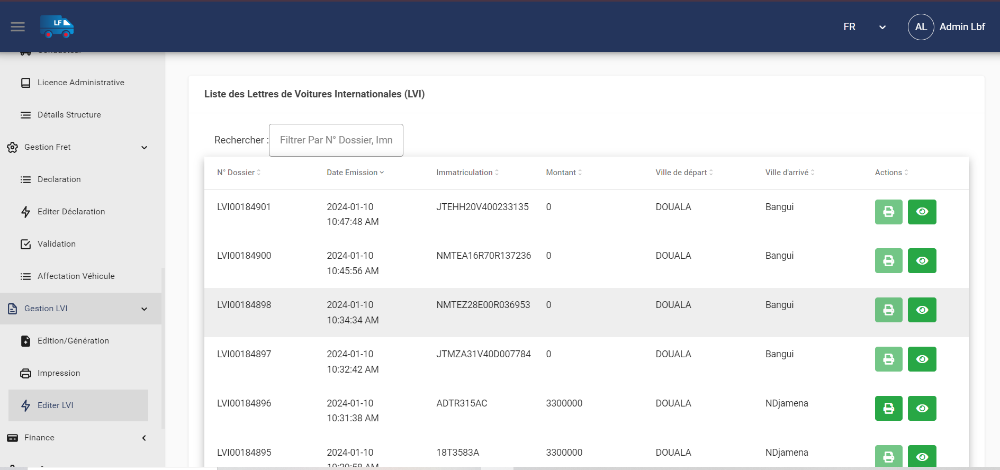 LF
FR
AL
Admin Lbf
Conducteur
Licence Administrative
Détails Structure
Gestion Fret
Declaration
Editer Déclaration
Validation
Affectation Véhicule
Gestion LVI
Edition/Génération
Impression
Editer LVI
Finance
Liste des Lettres de Voitures Internationales (LVI)
Rechercher : Filtrer Par N° Dossier, Imn
N° Dossier Date Emission Immatriculation Montant Ville de départ Ville d'arrivé Actions
LVI00184901 2024-01-10 JTEHH20V400233135 0 DOUALA Bangui
10:47:48 AM
LVI00184900 2024-01-10 NMTEA16R70R137236 0 DOUALA Bangui
10:45:56 AM
LVI00184898 2024-01-10 NMTEZ28E00R036953 0 DOUALA Bangui
10:34:34 AM
LVI00184897 2024-01-10 JTMZA31V40D007784 0 DOUALA Bangui
10:32:42 AM
LVI00184896 2024-01-10 ADTR315AC 3300000 DOUALA NDjamena
10:31:38 AM
LVI00184895 2024-01-10 18T3583A 3300000 DOUALA NDjamena